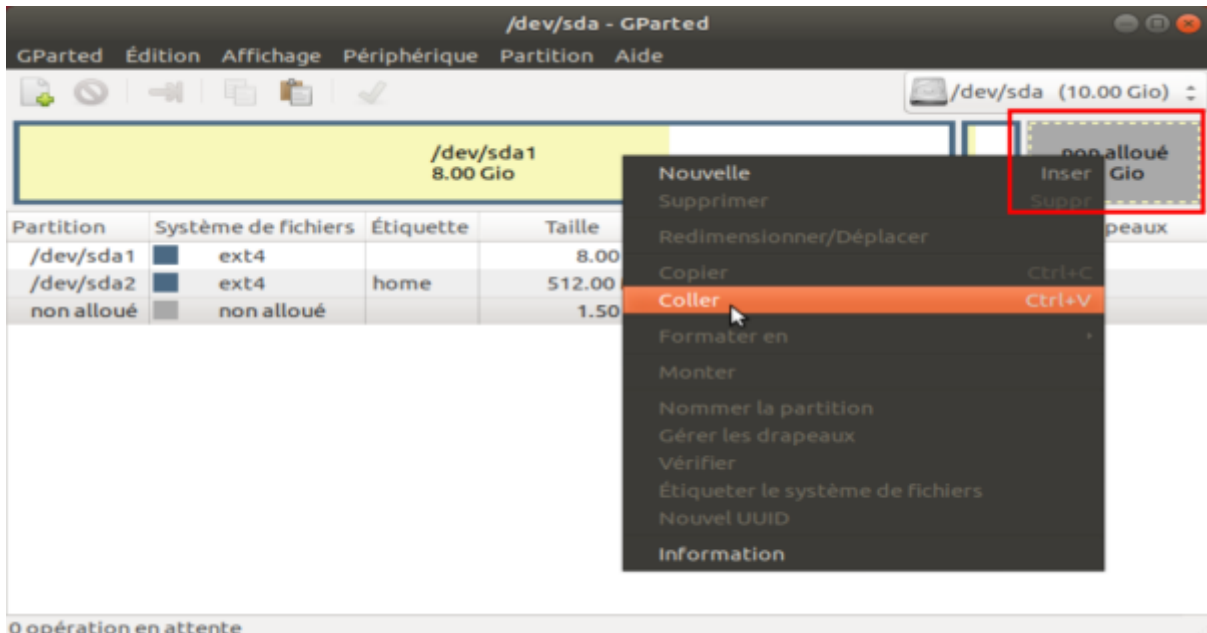 /dev/sda - GParted
GParted Édition Affichage Périphérique Partition Aide
/dev/sda (10.00 Gio)
/dev/sda1
8.00 Gio
non alloué
Gio
Partition Système de fichiers Étiquette Taille peaux
/dev/sda1 ext4 8.00
/dev/sda2 ext4 home 512.00
non alloué non alloué 1.50
Nouvelle Inser
Supprimer Suppr
Redimensionner/Déplacer
Copier Ctrl+C
Coller Ctrl+V
Formater en
Monter
Nommer la partition
Gérer les drapeaux
Vérifier
Étiqueter le système de fichiers
Nouvel UUID
Information
0 opération en attente